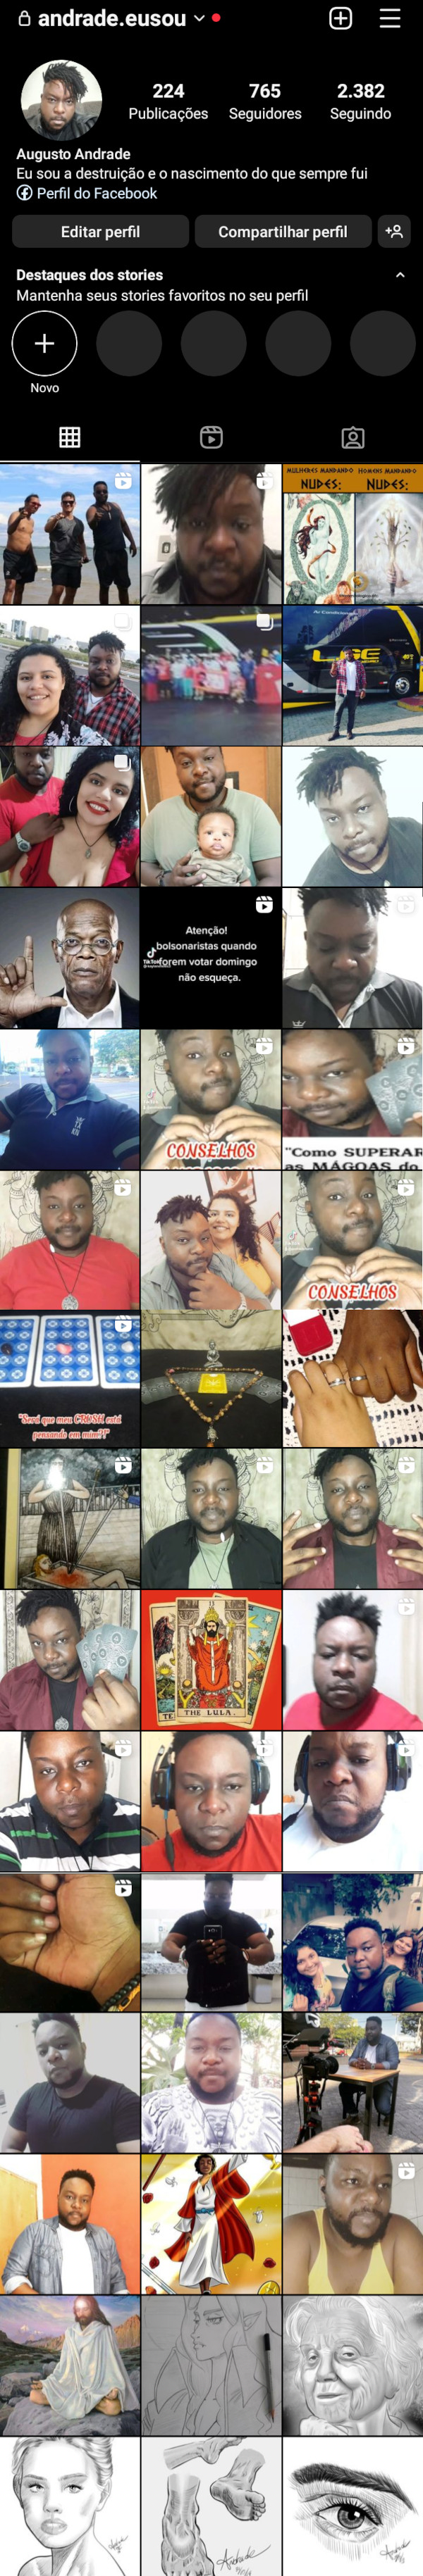 andrade.eusou
224 765 2.382
Publicações Seguidores Seguindo
Augusto Andrade
Eu sou a destruição e o nascimento do que sempre fui
Perfil do Facebook
Editar perfil Compartilhar perfil
Destaques dos stories
Mantenha seus stories favoritos no seu perfil
Novo
MULHERES MANDANDO HOMENS MANDANDO
NUDES: NUDES:
Atenção!
bolsonaristas quando
forem votar domingo
não esqueça.
TikTok
CONSELHOS
"Como SUPERAR
as MÁGOAS do
CONSELHOS
"Será que meu CRUSH está
pensando em mim?!"
THE LULA.
Andrade